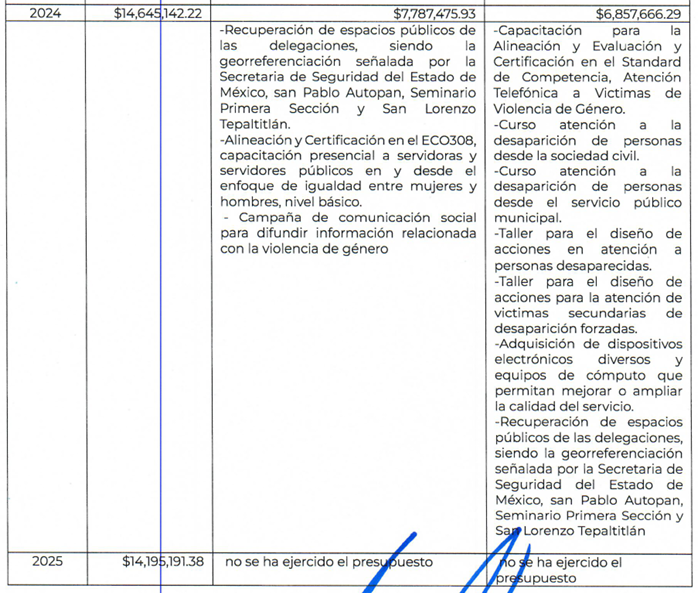 2024 $14,645,142.22 $7,787,475.93 $6,857,666.29
-Recuperación de espacios públicos de
las delegaciones, siendo la
georreferenciación señalada por la
Secretaria de Seguridad del Estado de
México, san Pablo Autopan, Seminario
Primera Sección y San Lorenzo
Tepaltitlán.
-Alineación y Certificación en el ECO308,
capacitación presencial a servidoras y
servidores públicos en y desde el
enfoque de igualdad entre mujeres y
hombres, nivel básico.
- Campaña de comunicación social
para difundir información relacionada
con la violencia de género
-Capacitación para la
Alineación y Evaluación y
Certificación en el Standard
de Competencia, Atención
Telefónica a Victimas de
Violencia de Género.
-Curso atención a la
desaparición de personas
desde la sociedad civil.
-Curso atención a la
desaparición de personas
desde el servicio público
municipal.
-Taller para el diseño de
acciones en atención a
personas desaparecidas.
-Taller para el diseño de
acciones para la atención de
victimas secundarias de
desaparición forzadas.
-Adquisición de dispositivos
electrónicos diversos y
equipos de cómputo que
permitan mejorar o ampliar
la calidad del servicio.
-Recuperación de espacios
públicos de las delegaciones,
siendo la georreferenciación
señalada por la Secretaria de
Seguridad del Estado de
México, san Pablo Autopan,
Seminario Primera Sección y
San Lorenzo Tepaltitlán
2025 $14,195,191.38 no se ha ejercido el presupuesto no se ha ejercido el
presupuesto